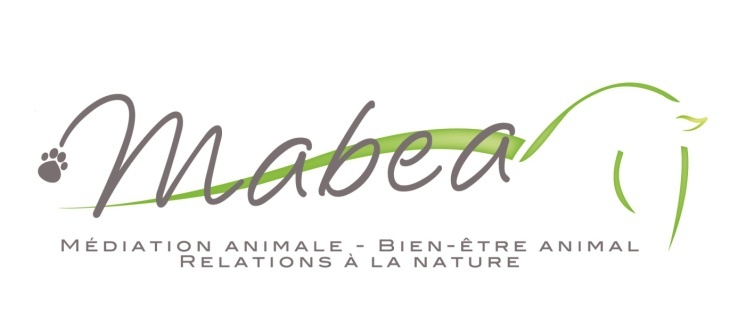 Mabea
MÉDIATION ANIMALE - BIEN-ÊTRE ANIMAL
RELATIONS À LA NATURE